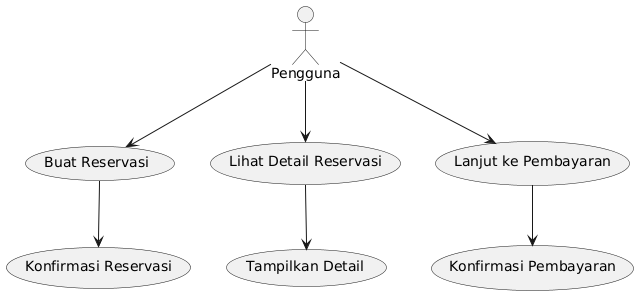 Pengguna
Buat Reservasi
Lihat Detail Reservasi
Lanjut ke Pembayaran
Konfirmasi Reservasi
Tampilkan Detail
Konfirmasi Pembayaran